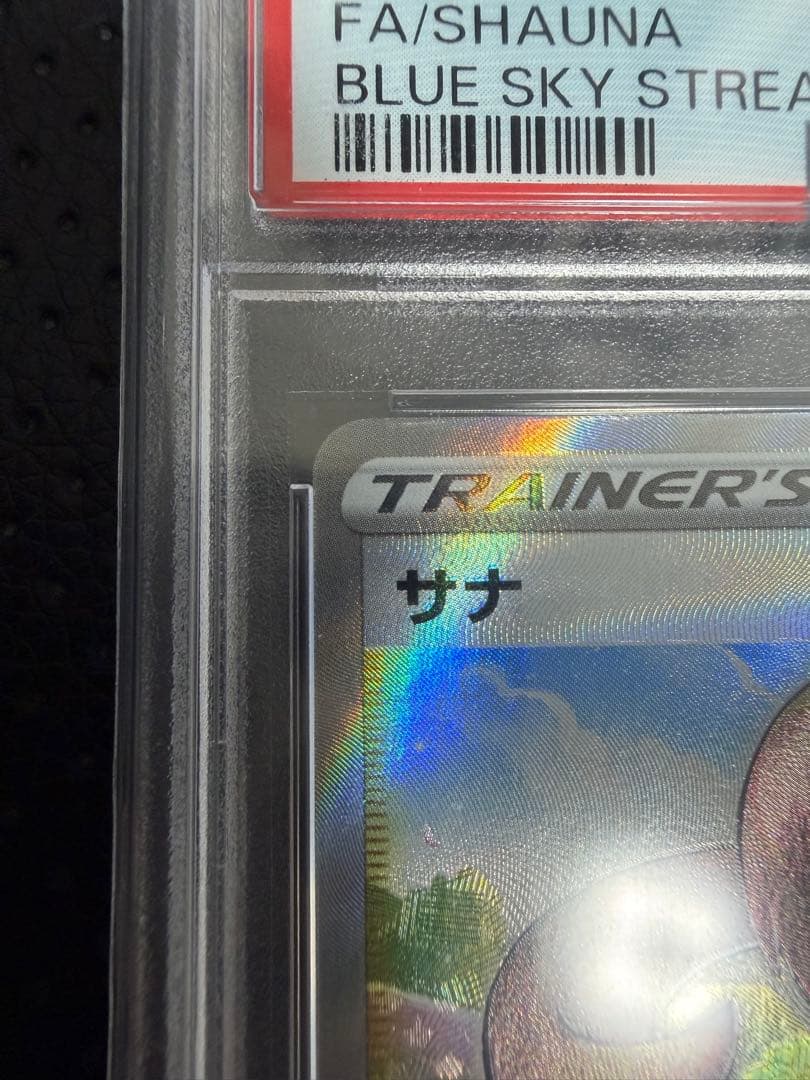 FA/SHAUNA
BLUE SKY STREA
TRAINER'S
サナ